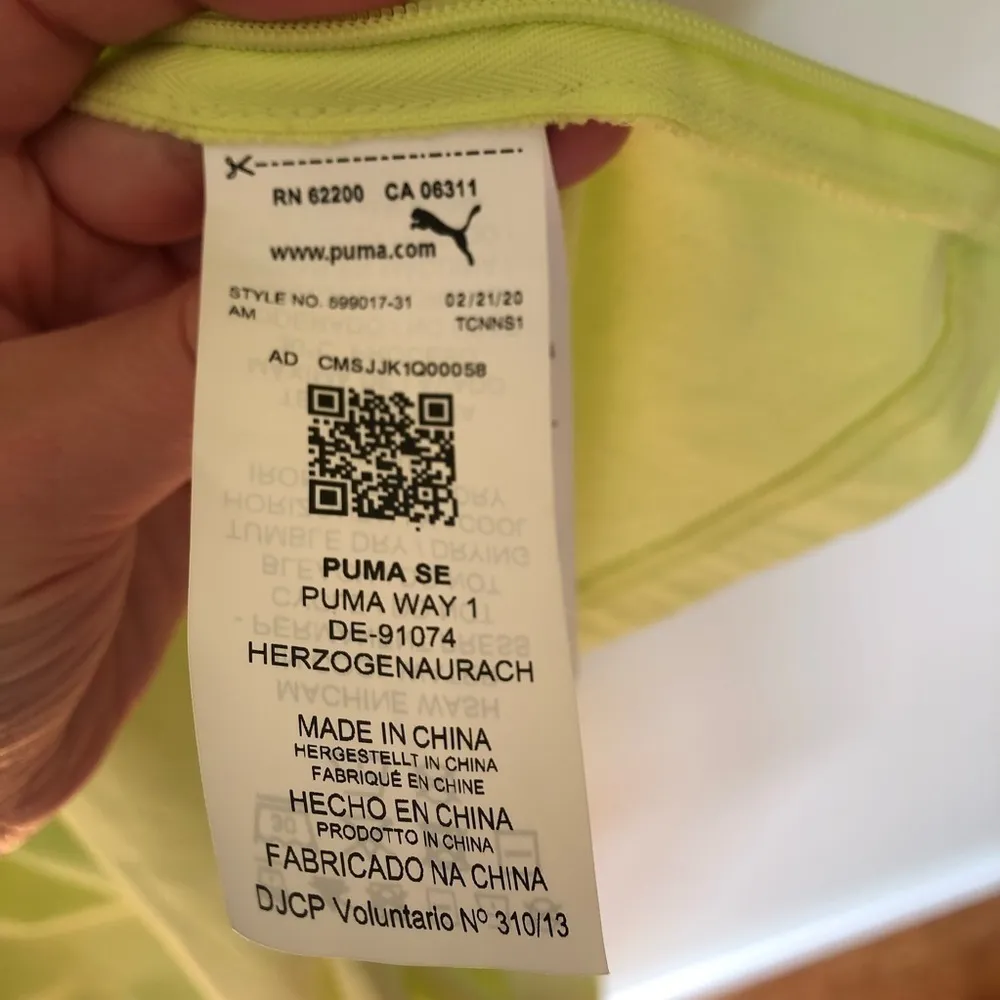 RN 62200 CA 06311
www.puma.com
STYLE NO. 599017-31 02/21/20
AM TCNNS1
AD CMSJJK1Q00058
PUMA SE
PUMA WAY 1
DE-91074
HERZOGENAURACH
MADE IN CHINA
HERGESTELLT IN CHINA
FABRIQUÉ EN CHINE
HECHO EN CHINA
PRODOTTO IN CHINA
FABRICADO NA CHINA
DJCP Voluntario Nº 310/13